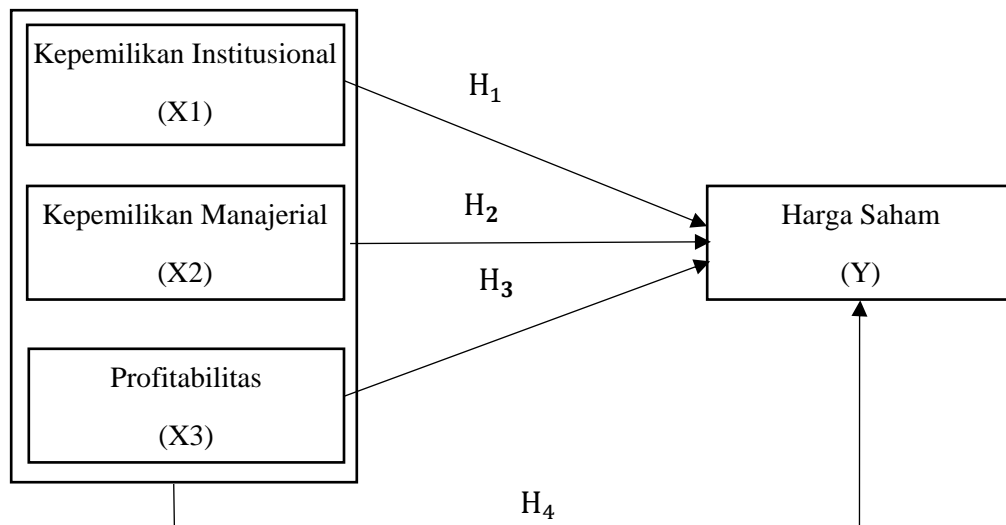 Kepemilikan Institusional
(X1)
H₁
Kepemilikan Manajerial
(X2)
H₂
Harga Saham
(Y)
H₃
Profitabilitas
(X3)
H₄